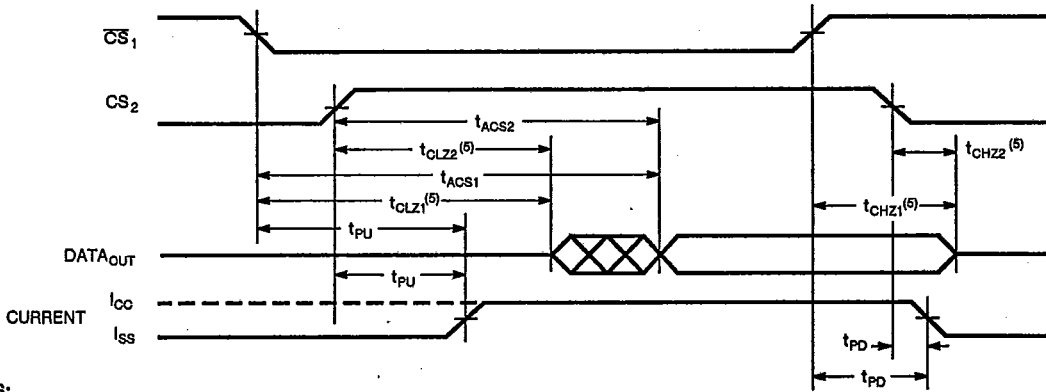 C̅S̅₁
CS₂
tACS2
tCLZ2(5)
tCHZ2(5)
tACS1
tCLZ1(5)
tCHZ1(5)
tPU
DATAOUT
tPU
ICC
CURRENT
ISS
tPD
tPD